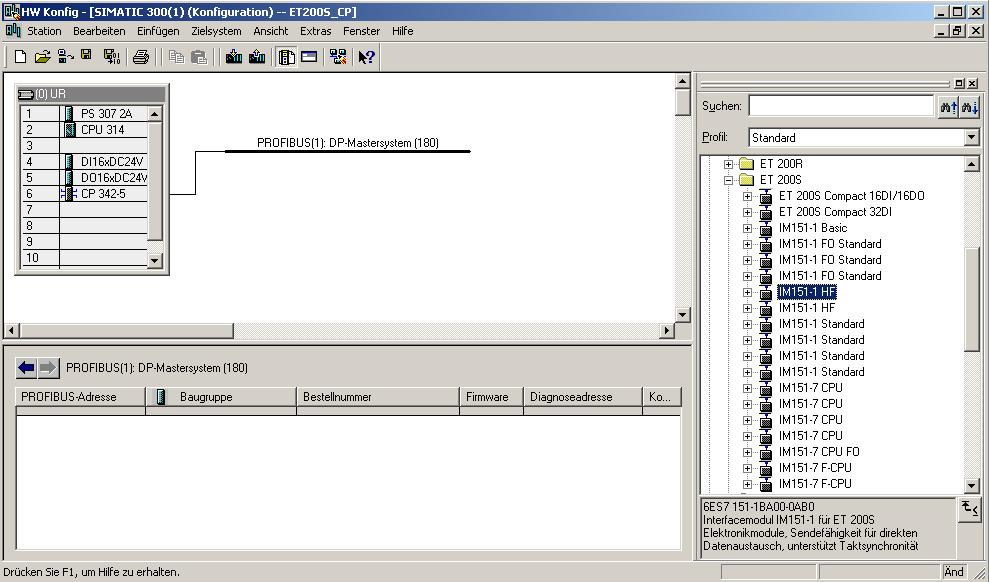 HW Konfig - [SIMATIC 300(1) (Konfiguration) -- ET200S_CP]
Station Bearbeiten Einfügen Zielsystem Ansicht Extras Fenster Hilfe
(0) UR
1 PS 307 2A
2 CPU 314
3
4 DI16xDC24V
5 DO16xDC24V
6 CP 342-5
7
8
9
10
PROFIBUS(1): DP-Mastersystem (180)
Suchen:
Profil: Standard
ET 200R
ET 200S
ET 200S Compact 16DI/16DO
ET 200S Compact 32DI
IM151-1 Basic
IM151-1 FO Standard
IM151-1 FO Standard
IM151-1 FO Standard
IM151-1 HF
IM151-1 HF
IM151-1 Standard
IM151-1 Standard
IM151-1 Standard
IM151-1 Standard
IM151-7 CPU
IM151-7 CPU
IM151-7 CPU
IM151-7 CPU
IM151-7 CPU FO
IM151-7 F-CPU
IM151-7 F-CPU
PROFIBUS(1): DP-Mastersystem (180)
PROFIBUS-Adresse Baugruppe Bestellnummer Firmware Diagnoseadresse Ko...
6ES7 151-1BA00-0AB0
Interfacemodul IM151-1 für ET 200S
Elektronikmodule, Sendefähigkeit für direkten
Datenaustausch, unterstützt Taktsynchronität
Drücken Sie F1, um Hilfe zu erhalten.
Änd